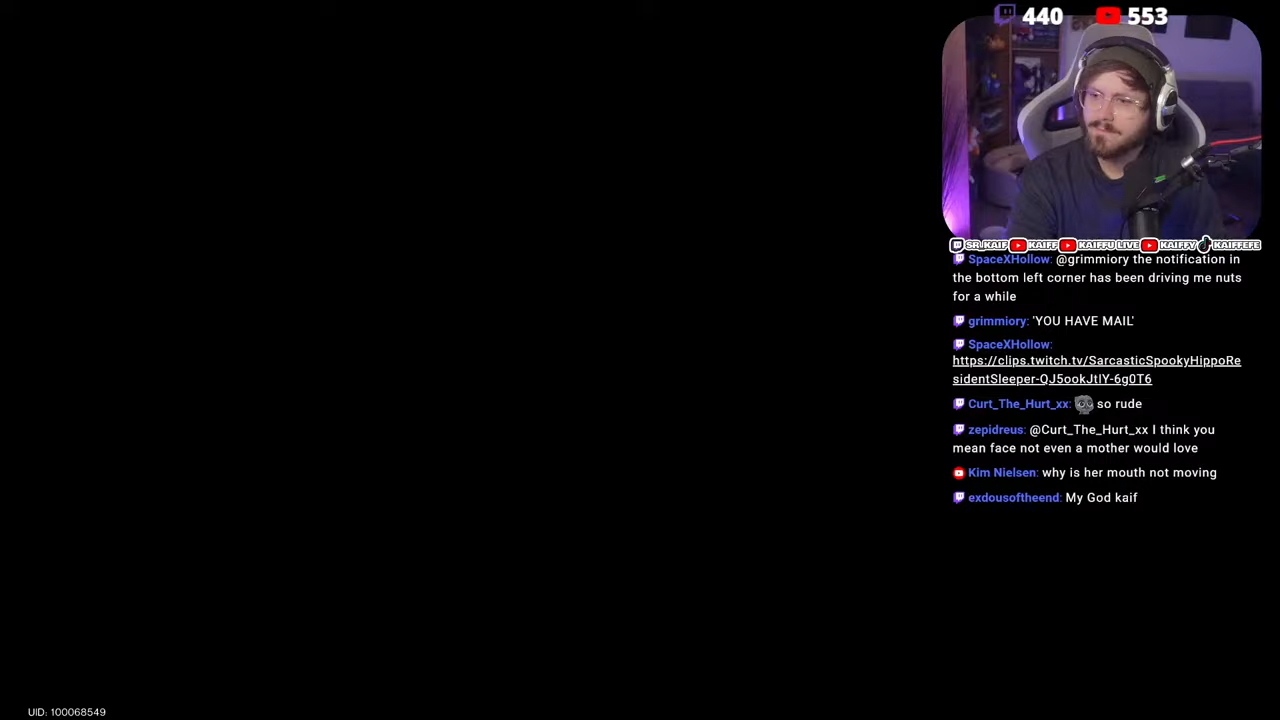 440 553
SR_KAIF KAIFF KAIFFU LIVE KAIFFY KAIFFEFE
SpaceXHollow: @grimmiory the notification in
the bottom left corner has been driving me nuts
for a while
grimmiory: 'YOU HAVE MAIL'
SpaceXHollow:
https://clips.twitch.tv/SarcasticSpookyHippoRe
sidentSleeper-QJ5ookJtlY-6g0T6
Curt_The_Hurt_xx: so rude
zepidreus: @Curt_The_Hurt_xx I think you
mean face not even a mother would love
Kim Nielsen: why is her mouth not moving
exdousoftheend: My God kaif
UID: 100068549